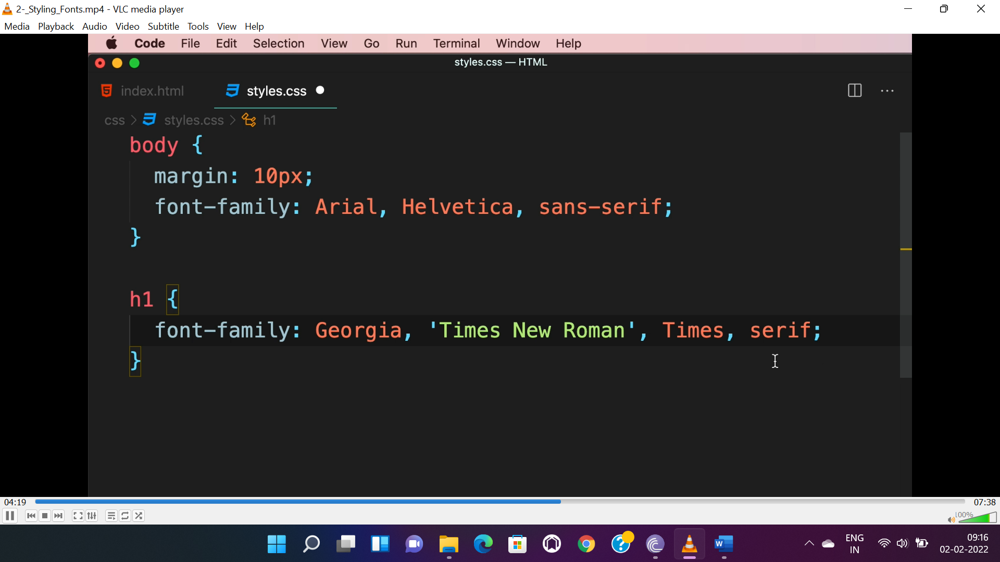 2-_Styling_Fonts.mp4 - VLC media player
Media Playback Audio Video Subtitle Tools View Help
Code File Edit Selection View Go Run Terminal Window Help
styles.css — HTML
index.html styles.css
css > styles.css > h1
body {
margin: 10px;
font-family: Arial, Helvetica, sans-serif;
}
h1 {
font-family: Georgia, 'Times New Roman', Times, serif;
}
04:19 07:38
100%
ENG 09:16
IN 02-02-2022